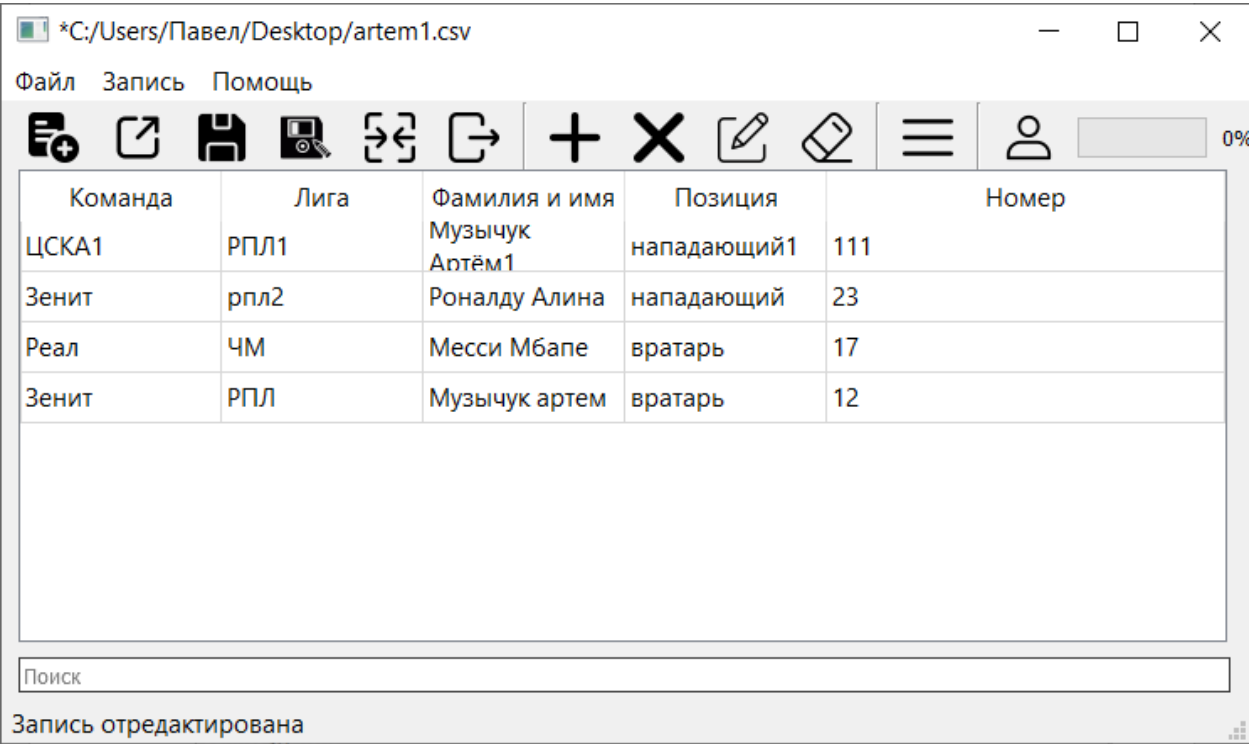 *C:/Users/Павел/Desktop/artem1.csv
Файл Запись Помощь
0%
Команда Лига Фамилия и имя Позиция Номер
ЦСКА1 РПЛ1 Музычук Артём1 нападающий1 111
Зенит рпл2 Роналду Алина нападающий 23
Реал ЧМ Месси Мбапе вратарь 17
Зенит РПЛ Музычук артем вратарь 12
Поиск
Запись отредактирована